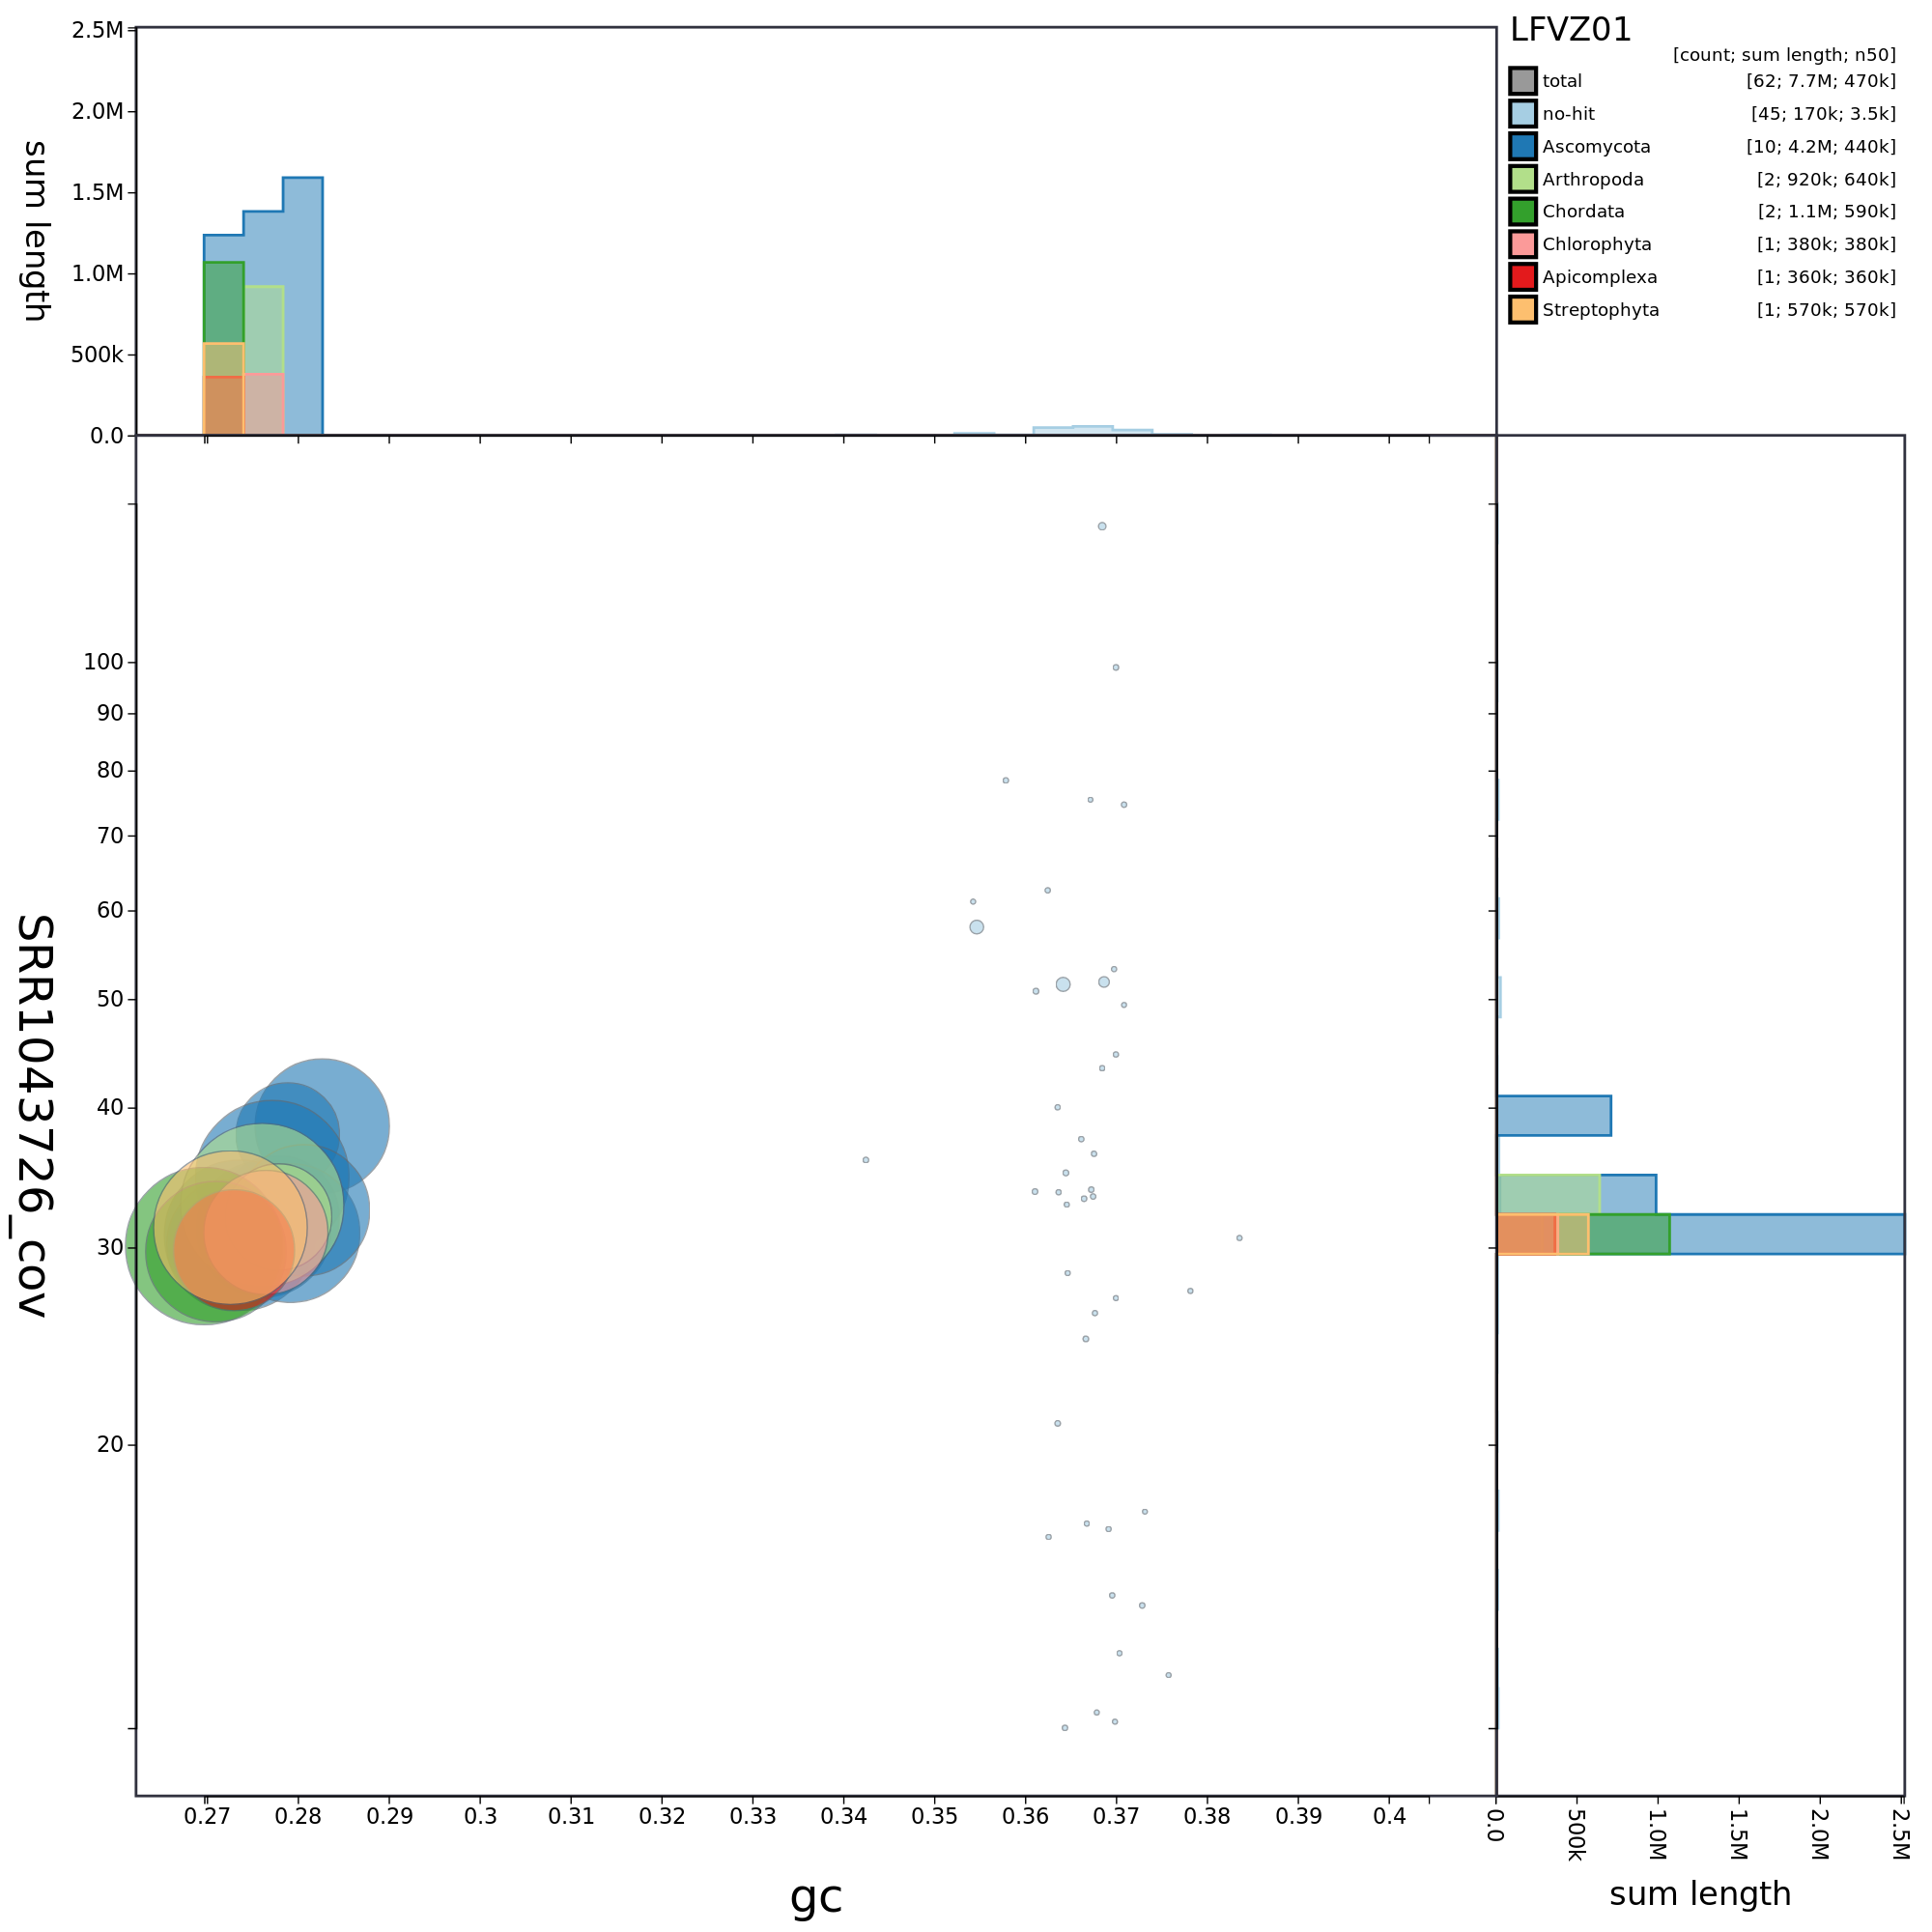 2.5M
2.0M
1.5M
1.0M
500k
0.0
sum length
LFVZ01
[count; sum length; n50]
total [62; 7.7M; 470k]
no-hit [45; 170k; 3.5k]
Ascomycota [10; 4.2M; 440k]
Arthropoda [2; 920k; 640k]
Chordata [2; 1.1M; 590k]
Chlorophyta [1; 380k; 380k]
Apicomplexa [1; 360k; 360k]
Streptophyta [1; 570k; 570k]
100
90
80
70
60
50
40
30
20
SRR1043726_cov
0.27 0.28 0.29 0.3 0.31 0.32 0.33 0.34 0.35 0.36 0.37 0.38 0.39 0.4
gc
0.0 500k 1.0M 1.5M 2.0M 2.5M
sum length